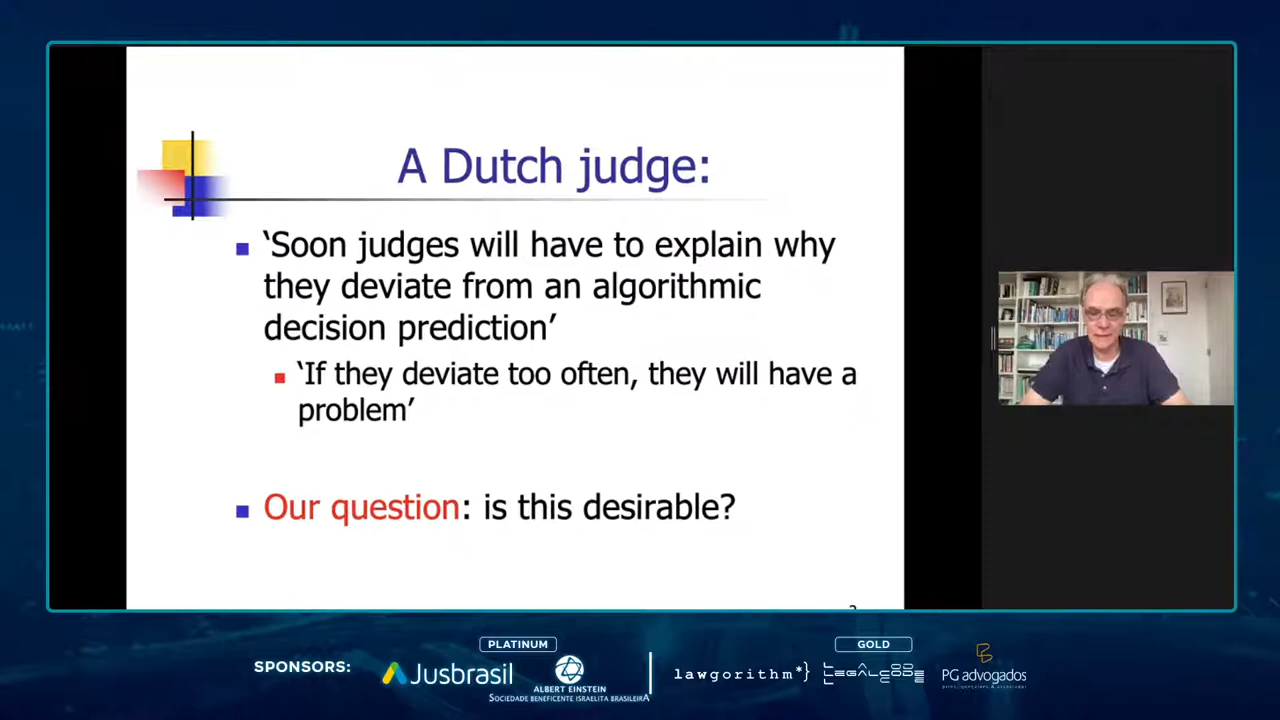 A Dutch judge:
‘Soon judges will have to explain why
they deviate from an algorithmic
decision prediction’
‘If they deviate too often, they will have a
problem’
Our question: is this desirable?
SPONSORS:
PLATINUM
Jusbrasil
ALBERT EINSTEIN
SOCIEDADE BENEFICENTE ISRAELITA BRASILEIRA
GOLD
lawgorithm*}
LEGALCODE
PG advogados